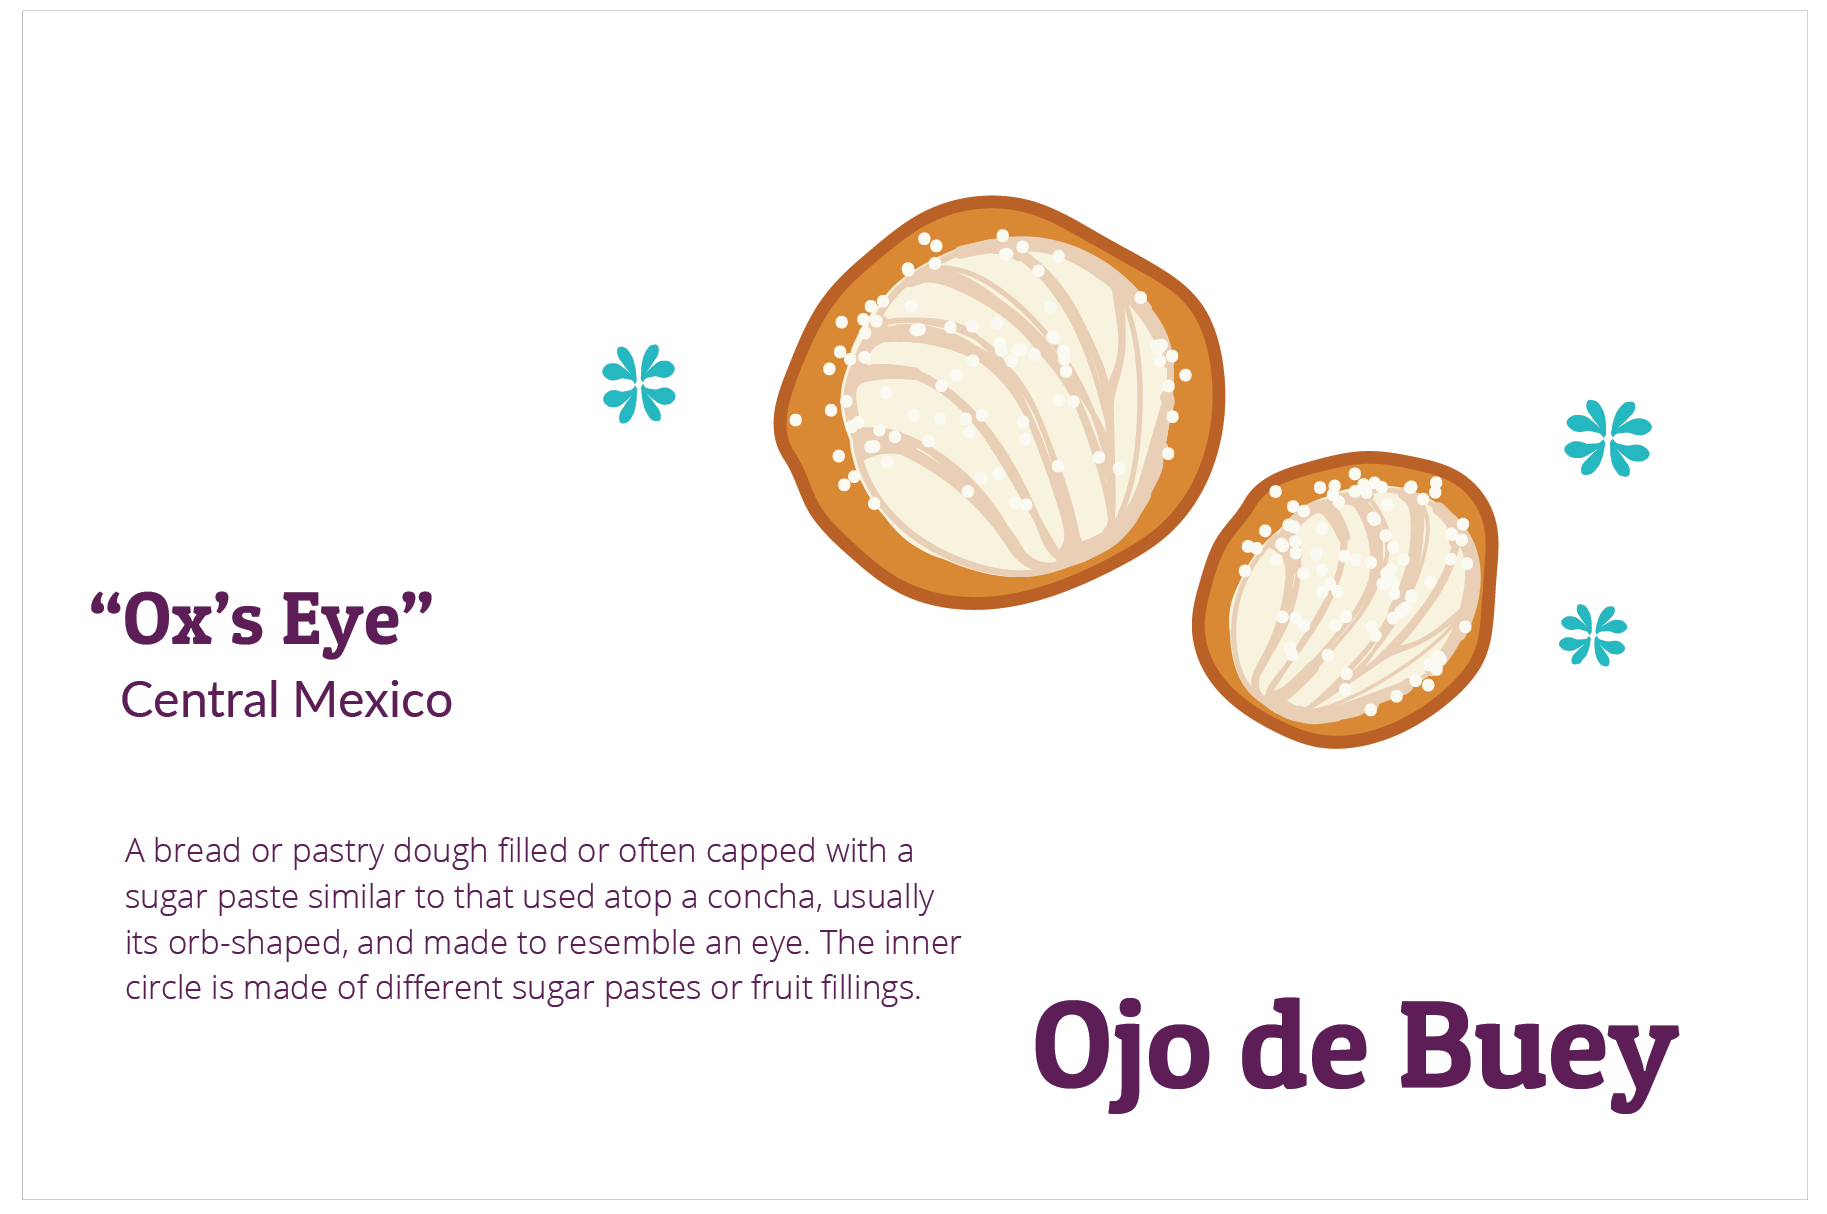 “Ox’s Eye”
Central Mexico
A bread or pastry dough filled or often capped with a
sugar paste similar to that used atop a concha, usually
its orb-shaped, and made to resemble an eye. The inner
circle is made of different sugar pastes or fruit fillings.
Ojo de Buey